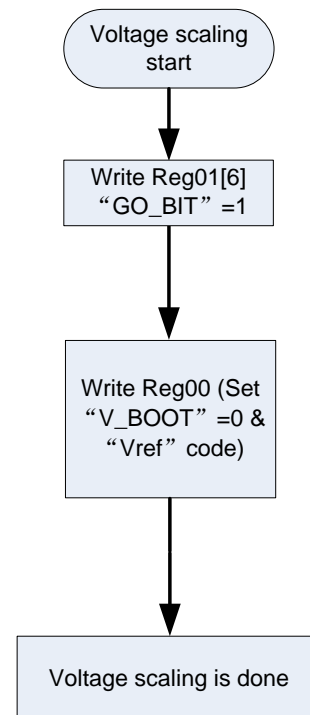 Voltage scaling
start
Write Reg01[6]
“GO_BIT” =1
Write Reg00 (Set
“V_BOOT” =0 &
“Vref” code)
Voltage scaling is done